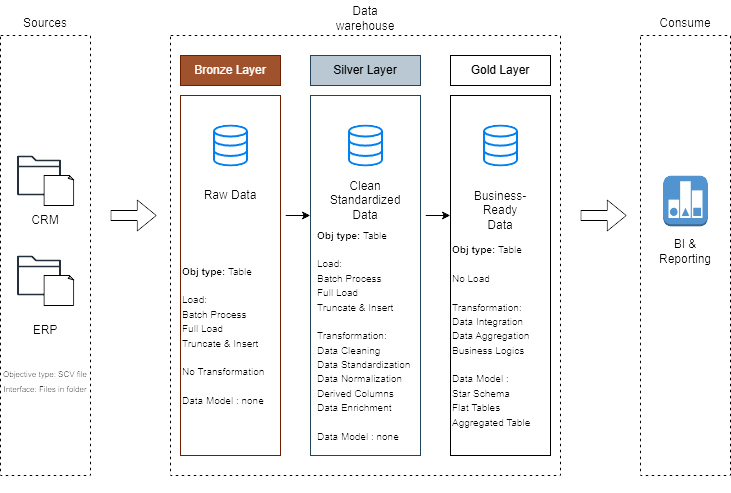 Sources
CRM
ERP
Objective type: SCV file
Interface: Files in folder
Data
warehouse
Bronze Layer
Raw Data
Obj type: Table
Load:
Batch Process
Full Load
Truncate & Insert
No Transformation
Data Model : none
Silver Layer
Clean
Standardized
Data
Obj type: Table
Load:
Batch Process
Full Load
Truncate & Insert
Transformation:
Data Cleaning
Data Standardization
Data Normalization
Derived Columns
Data Enrichment
Data Model : none
Gold Layer
Business-
Ready
Data
Obj type: Table
No Load
Transformation:
Data Integration
Data Aggregation
Business Logics
Data Model :
Star Schema
Flat Tables
Aggregated Table
Consume
BI &
Reporting